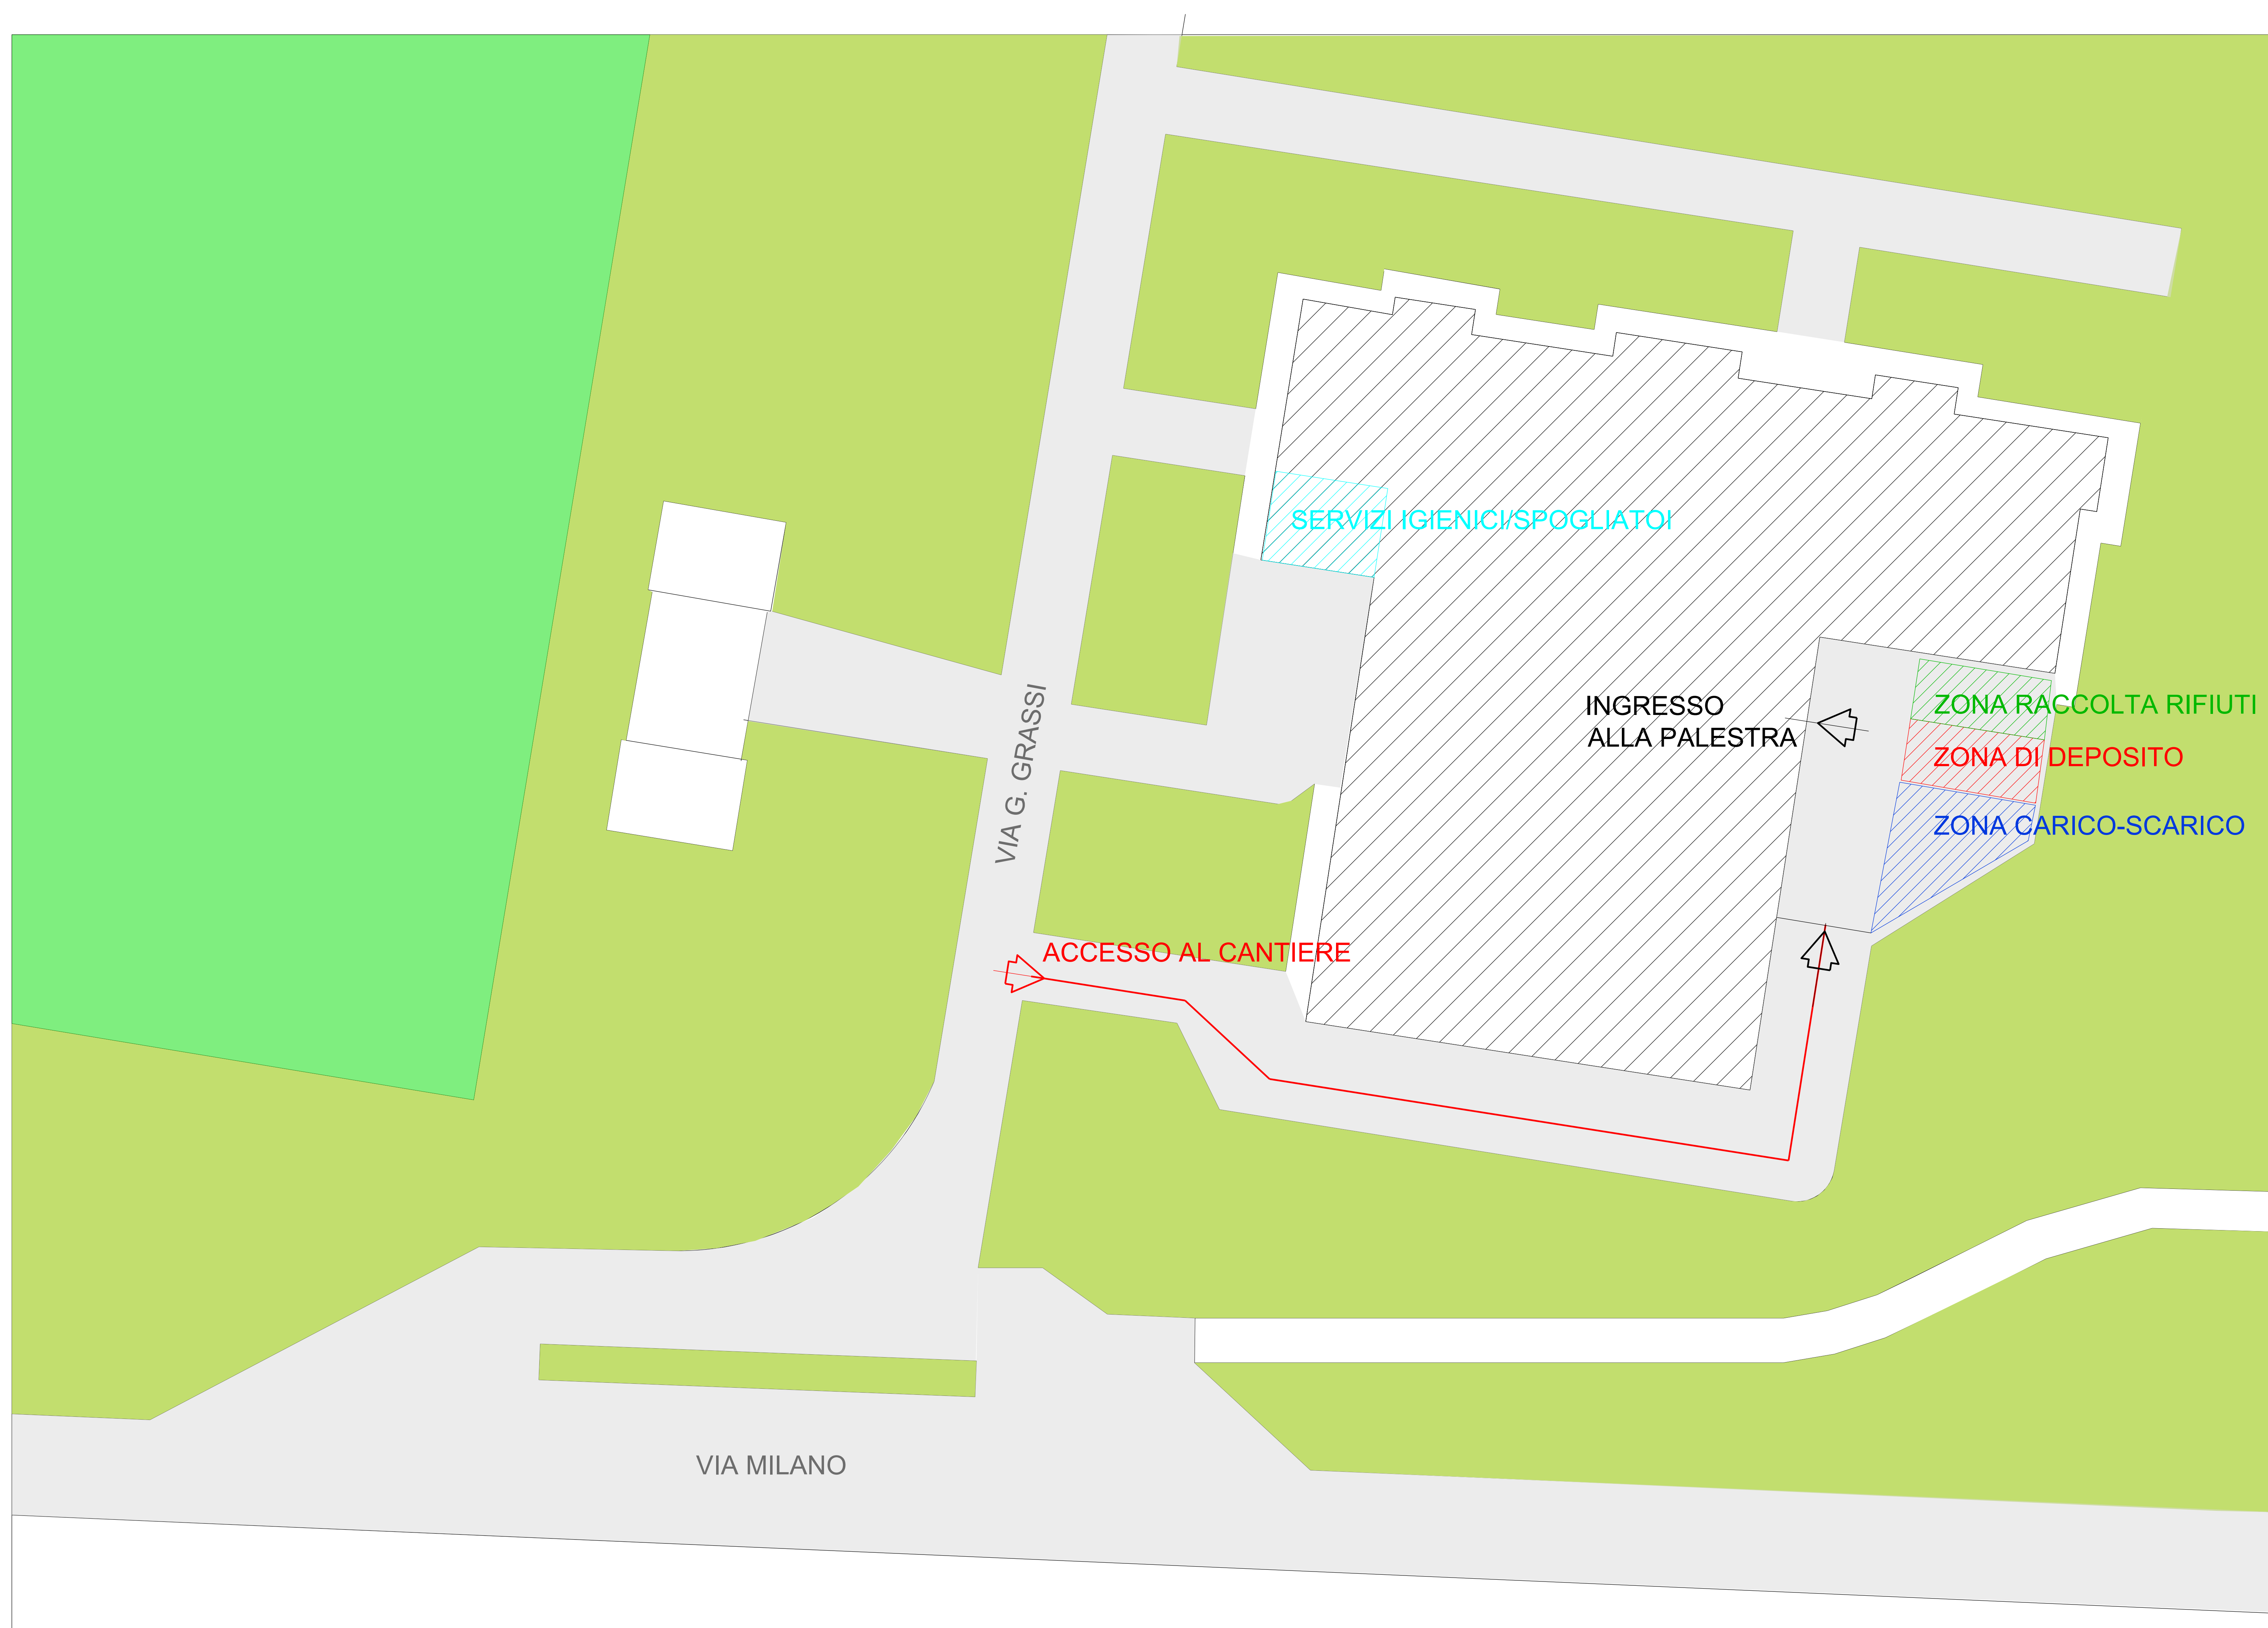 SERVIZI IGIENICI/SPOGLIATOI
INGRESSO
ALLA PALESTRA
ZONA RACCOLTA RIFIUTI
ZONA DI DEPOSITO
ZONA CARICO-SCARICO
VIA G. GRASSI
ACCESSO AL CANTIERE
VIA MILANO